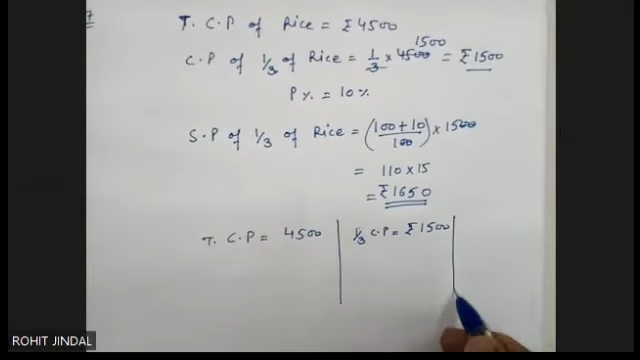 7
T. C.P of Rice = ₹4500
1500
C.P of 1/3 of Rice = 1/3 × 4500 = ₹1500
P% = 10%
S.P of 1/3 of Rice = (100+10/100) × 1500
= 110 × 15
= ₹1650
T. C.P = 4500 | 1/3 C.P = ₹1500 |
ROHIT JINDAL